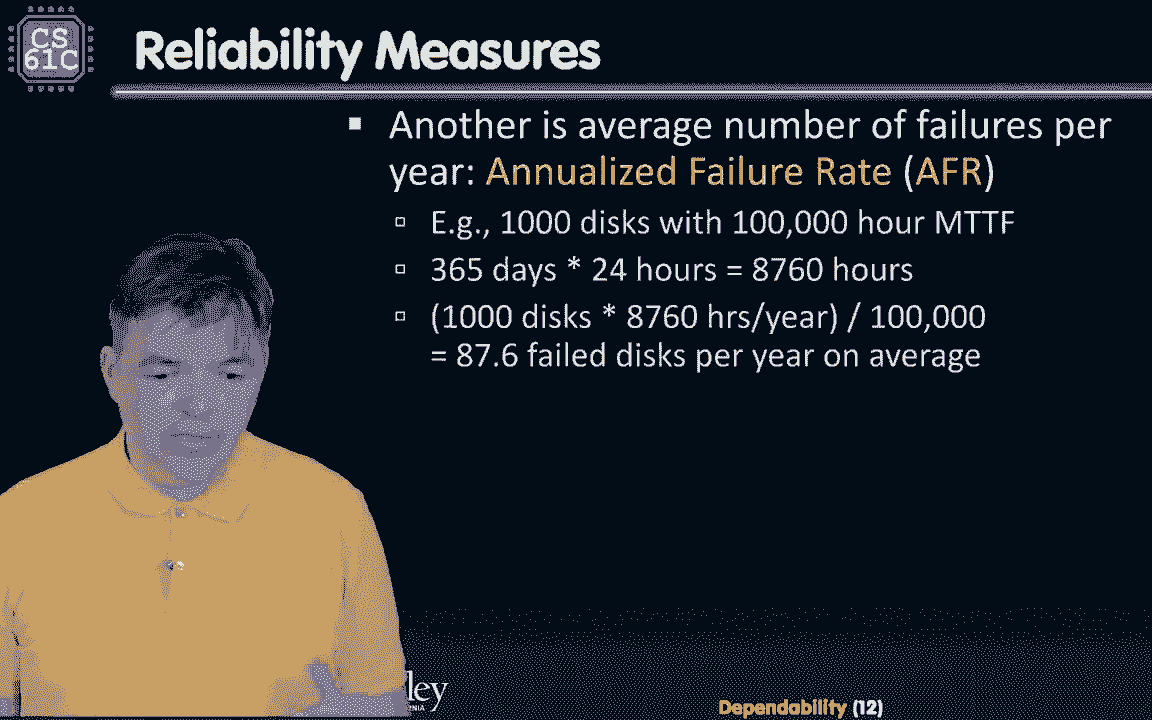 CS
61C
Reliability Measures
▪ Another is average number of failures per
year: Annualized Failure Rate (AFR)
▫ E.g., 1000 disks with 100,000 hour MTTF
▫ 365 days * 24 hours = 8760 hours
▫ (1000 disks * 8760 hrs/year) / 100,000
= 87.6 failed disks per year on average
ley
RNIA
Dependability (12)